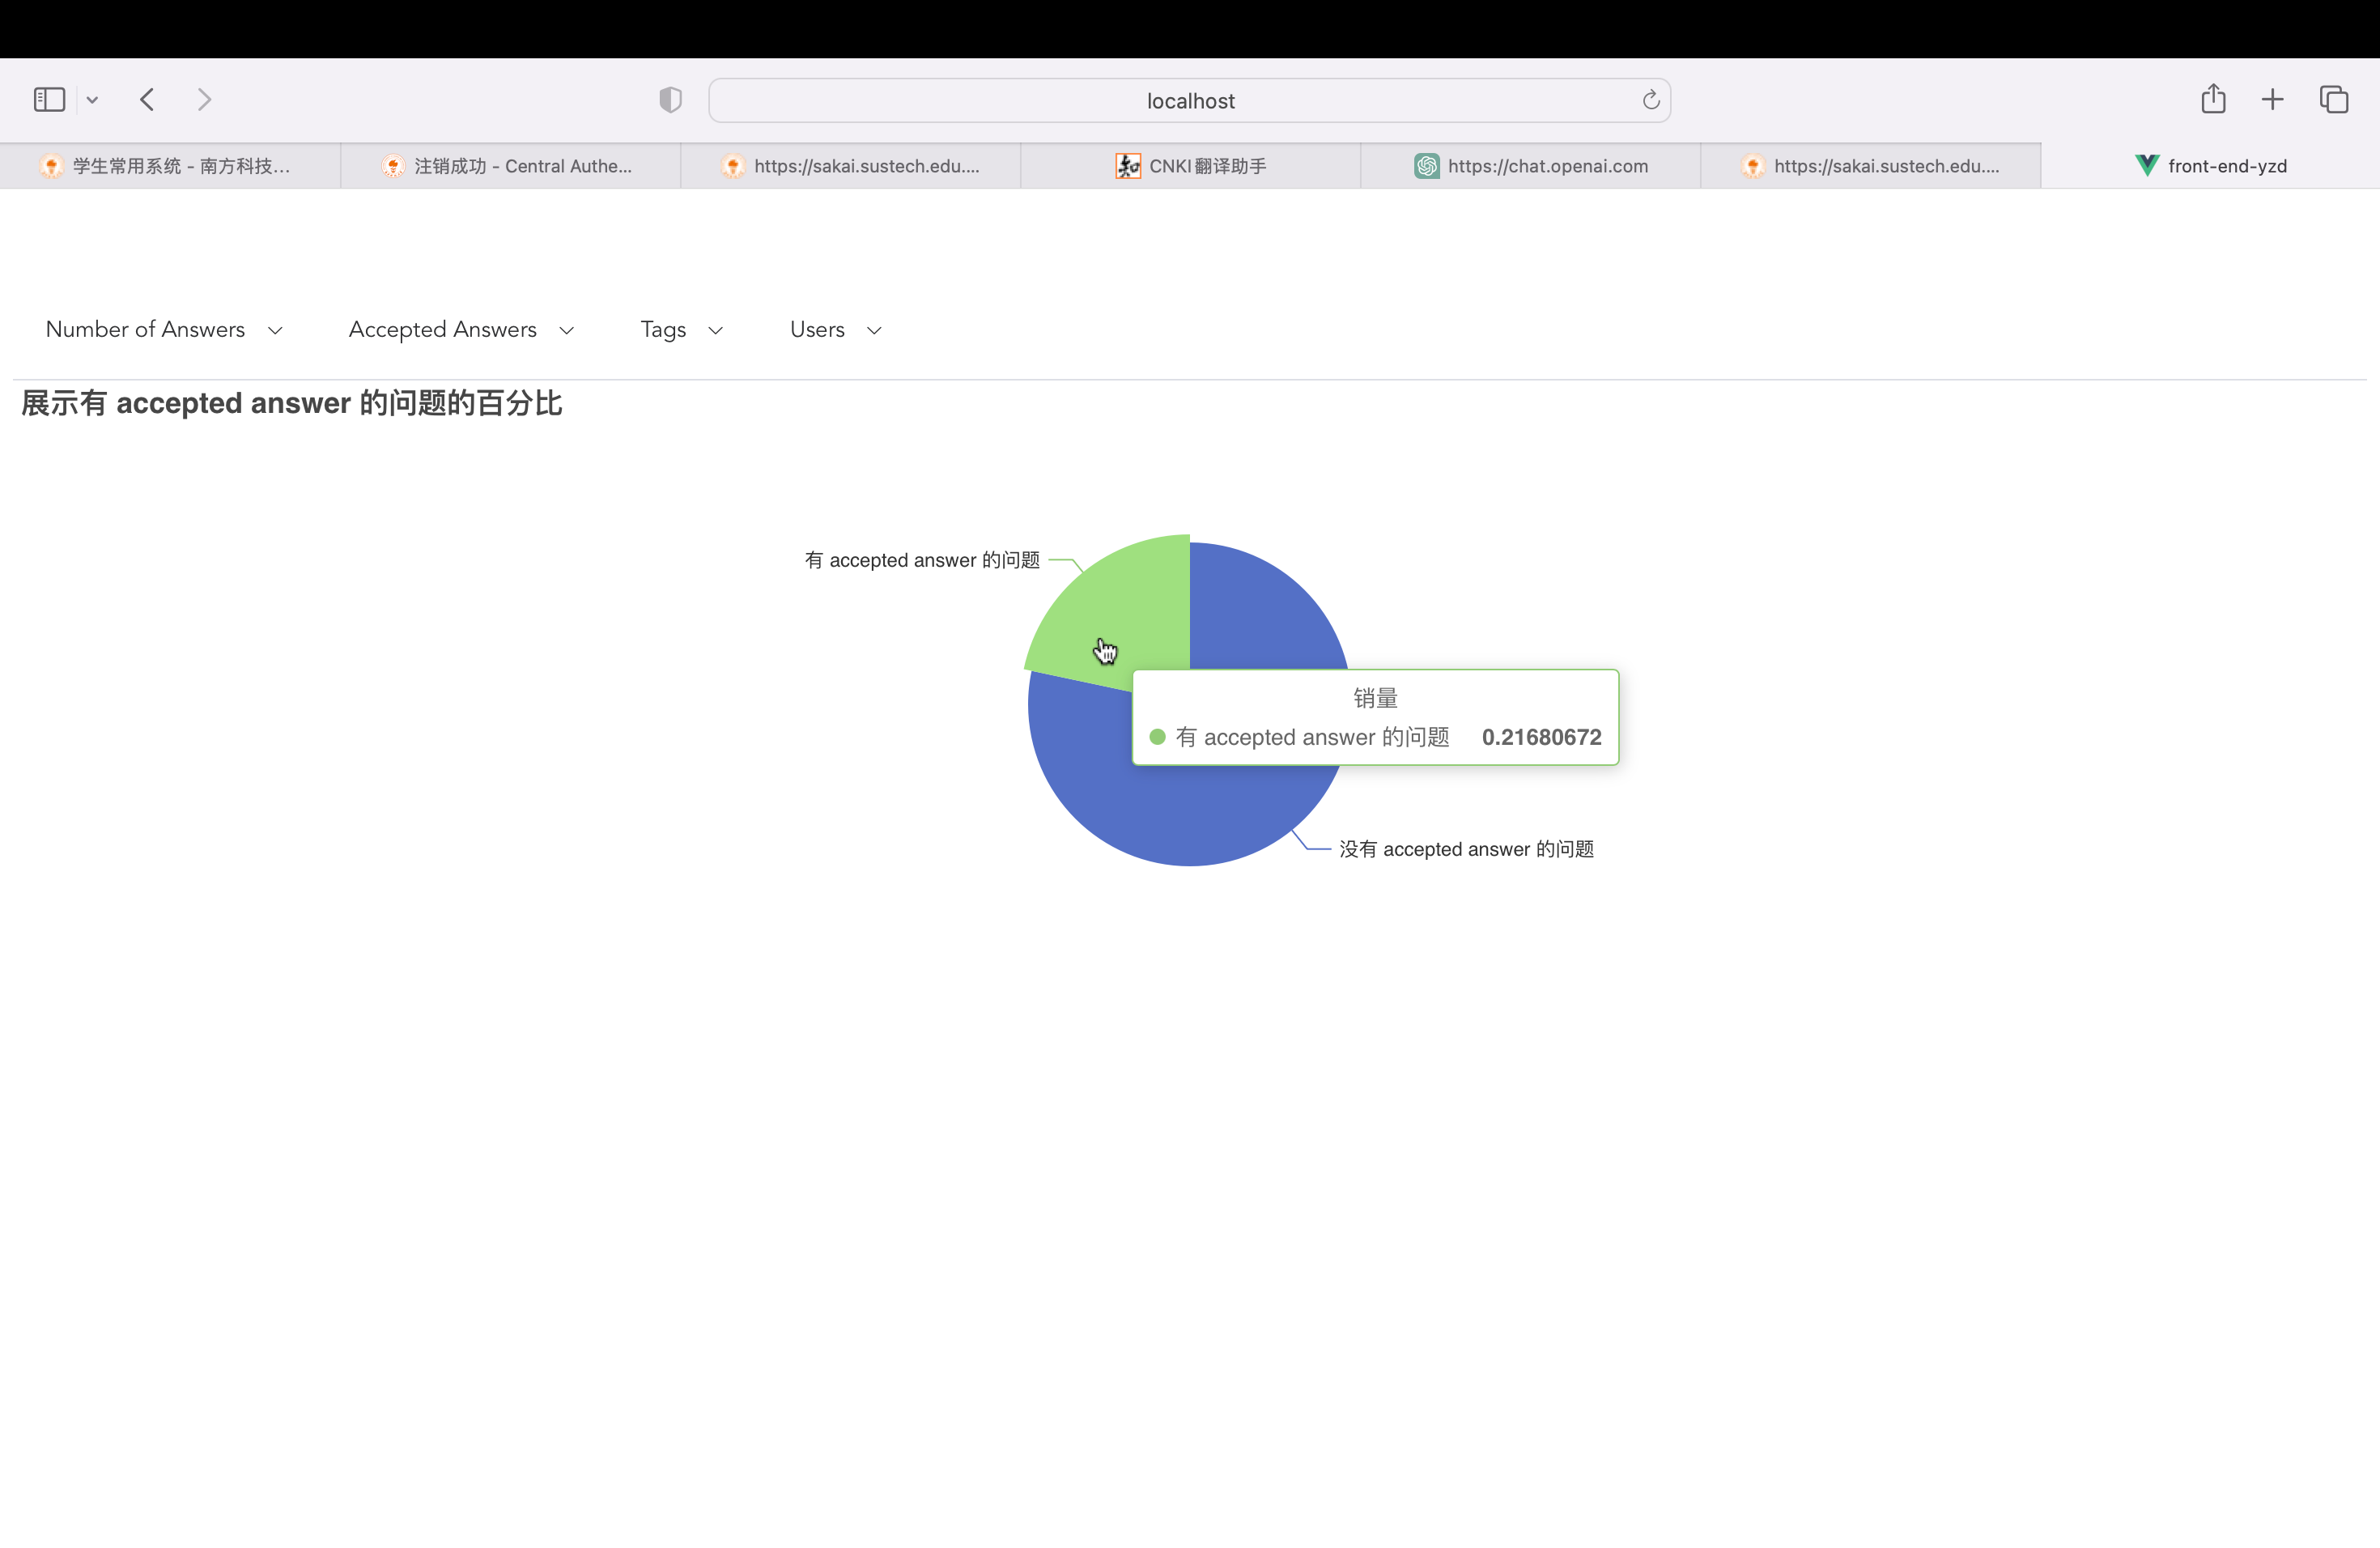 localhost
学生常用系统 - 南方科技...
注销成功 - Central Authe...
https://sakai.sustech.edu....
CNKI 翻译助手
https://chat.openai.com
https://sakai.sustech.edu....
front-end-yzd
Number of Answers
Accepted Answers
Tags
Users
展示有 accepted answer 的问题的百分比
有 accepted answer 的问题
销量
有 accepted answer 的问题 0.21680672
没有 accepted answer 的问题